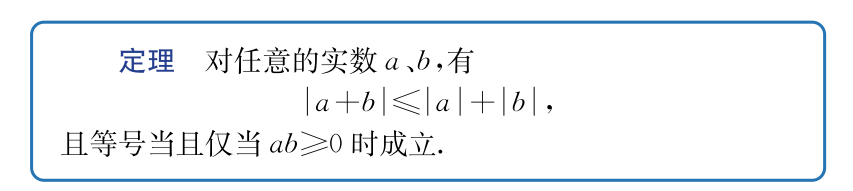 定理 对任意的实数 a、b,有
|a+b|≤|a|+|b|,
且等号当且仅当 ab≥0 时成立.